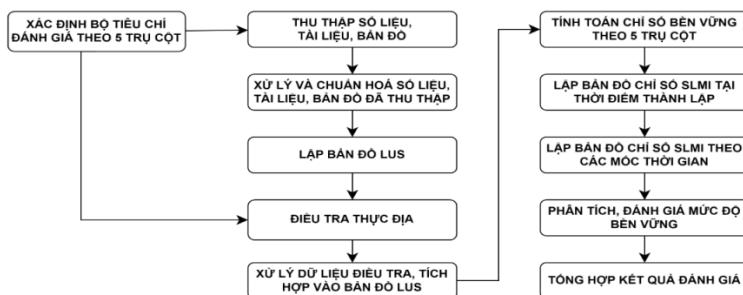 XÁC ĐỊNH BỘ TIÊU CHÍ
ĐÁNH GIÁ THEO 5 TRỤ CỘT
THU THẬP SỐ LIỆU,
TÀI LIỆU, BẢN ĐỒ
XỬ LÝ VÀ CHUẨN HOÁ SỐ LIỆU,
TÀI LIỆU, BẢN ĐỒ ĐÃ THU THẬP
LẬP BẢN ĐỒ LUS
ĐIỀU TRA THỰC ĐỊA
XỬ LÝ DỮ LIỆU ĐIỀU TRA, TÍCH
HỢP VÀO BẢN ĐỒ LUS
TÍNH TOÁN CHỈ SỐ BỀN VỮNG
THEO 5 TRỤ CỘT
LẬP BẢN ĐỒ CHỈ SỐ SLMI TẠI
THỜI ĐIỂM THÀNH LẬP
LẬP BẢN ĐỒ CHỈ SỐ SLMI THEO
CÁC MỐC THỜI GIAN
PHÂN TÍCH, ĐÁNH GIÁ MỨC ĐỘ
BỀN VỮNG
TỔNG HỢP KẾT QUẢ ĐÁNH GIÁ